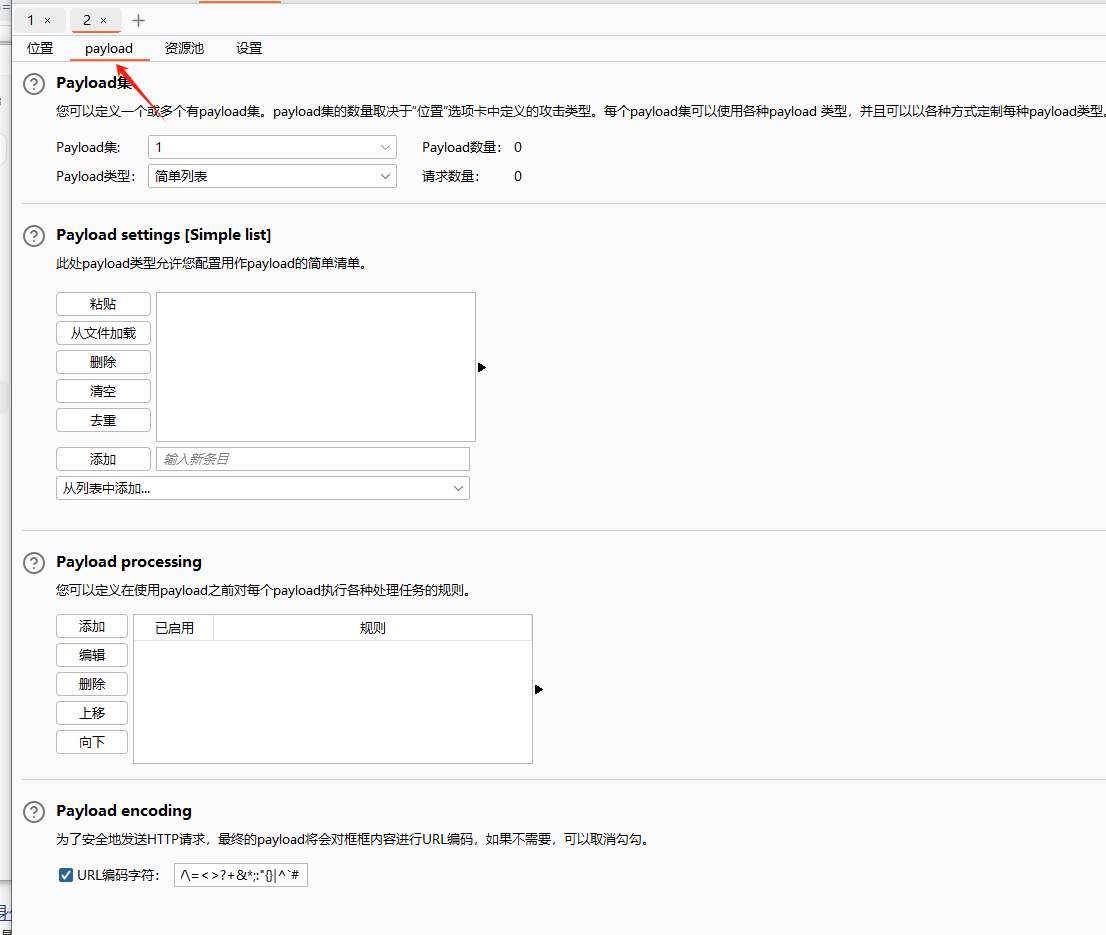 1 × 2 × +
位置 payload 资源池 设置
Payload集
您可以定义一个或多个有payload集。payload集的数量取决于“位置”选项卡中定义的攻击类型。每个payload集可以使用各种payload 类型，并且可以以各种方式定制每种payload类型。
Payload集: 1 Payload数量: 0
Payload类型: 简单列表 请求数量: 0
Payload settings [Simple list]
此处payload类型允许您配置用作payload的简单清单。
粘贴
从文件加载
删除
清空
去重
添加 输入新条目
从列表中添加...
Payload processing
您可以定义在使用payload之前对每个payload执行各种处理任务的规则。
添加 已启用 规则
编辑
删除
上移
向下
Payload encoding
为了安全地发送HTTP请求，最终的payload将会对框框内容进行URL编码，如果不需要，可以取消勾勾。
URL编码字符: /\=<>?+&*;:"{}|^`#